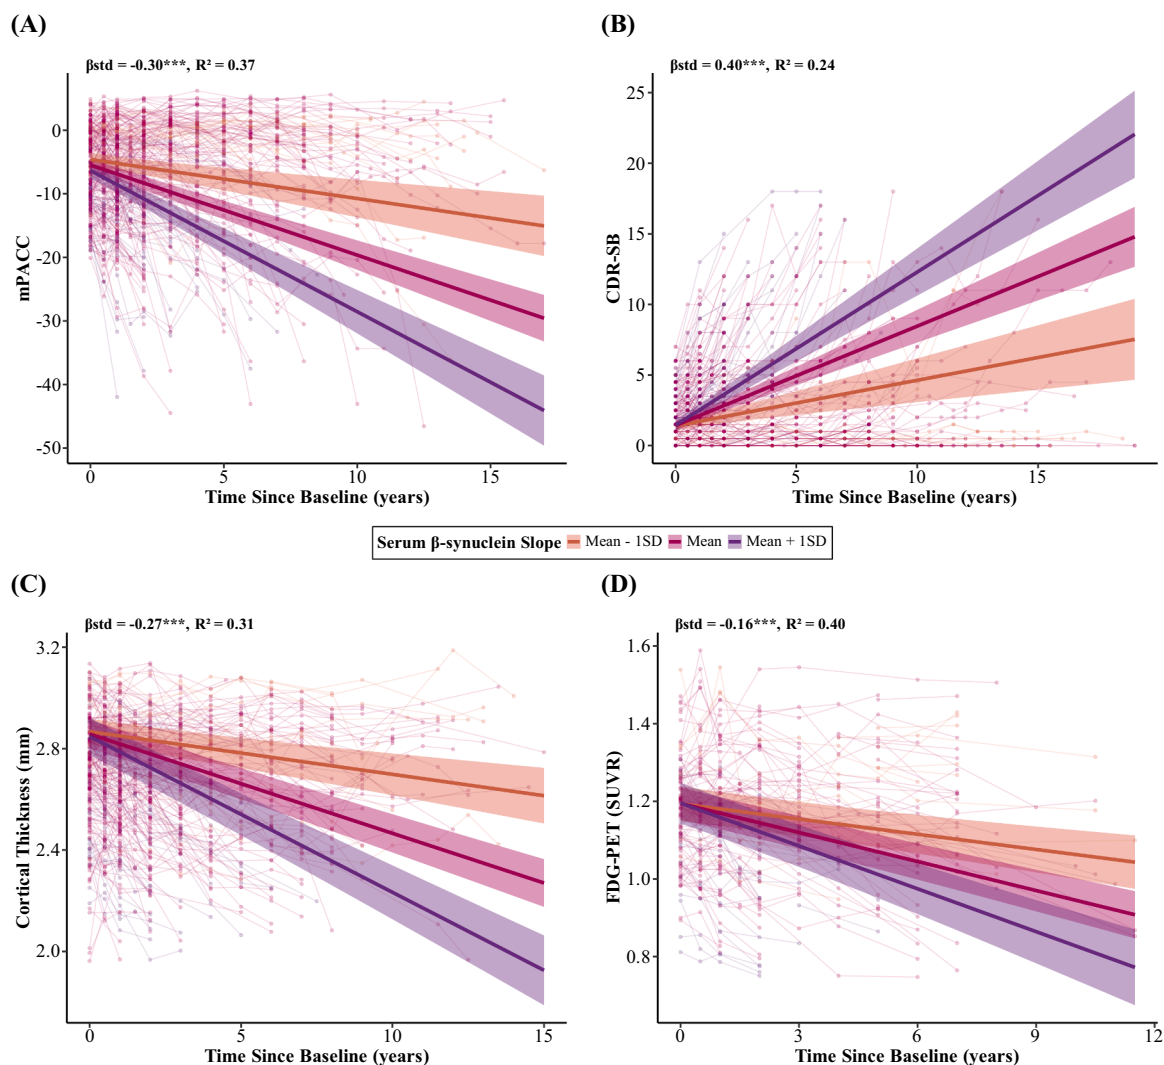 (A)
βstd = -0.30***, R² = 0.37
mPACC
0
-10
-20
-30
-40
-50
0 5 10 15
Time Since Baseline (years)
(B)
βstd = 0.40***, R² = 0.24
CDR-SB
25
20
15
10
5
0
0 5 10 15
Time Since Baseline (years)
Serum β-synuclein Slope Mean - 1SD Mean Mean + 1SD
(C)
βstd = -0.27***, R² = 0.31
Cortical Thickness (mm)
3.2
2.8
2.4
2.0
0 5 10 15
Time Since Baseline (years)
(D)
βstd = -0.16***, R² = 0.40
FDG-PET (SUVR)
1.6
1.4
1.2
1.0
0.8
0 3 6 9 12
Time Since Baseline (years)